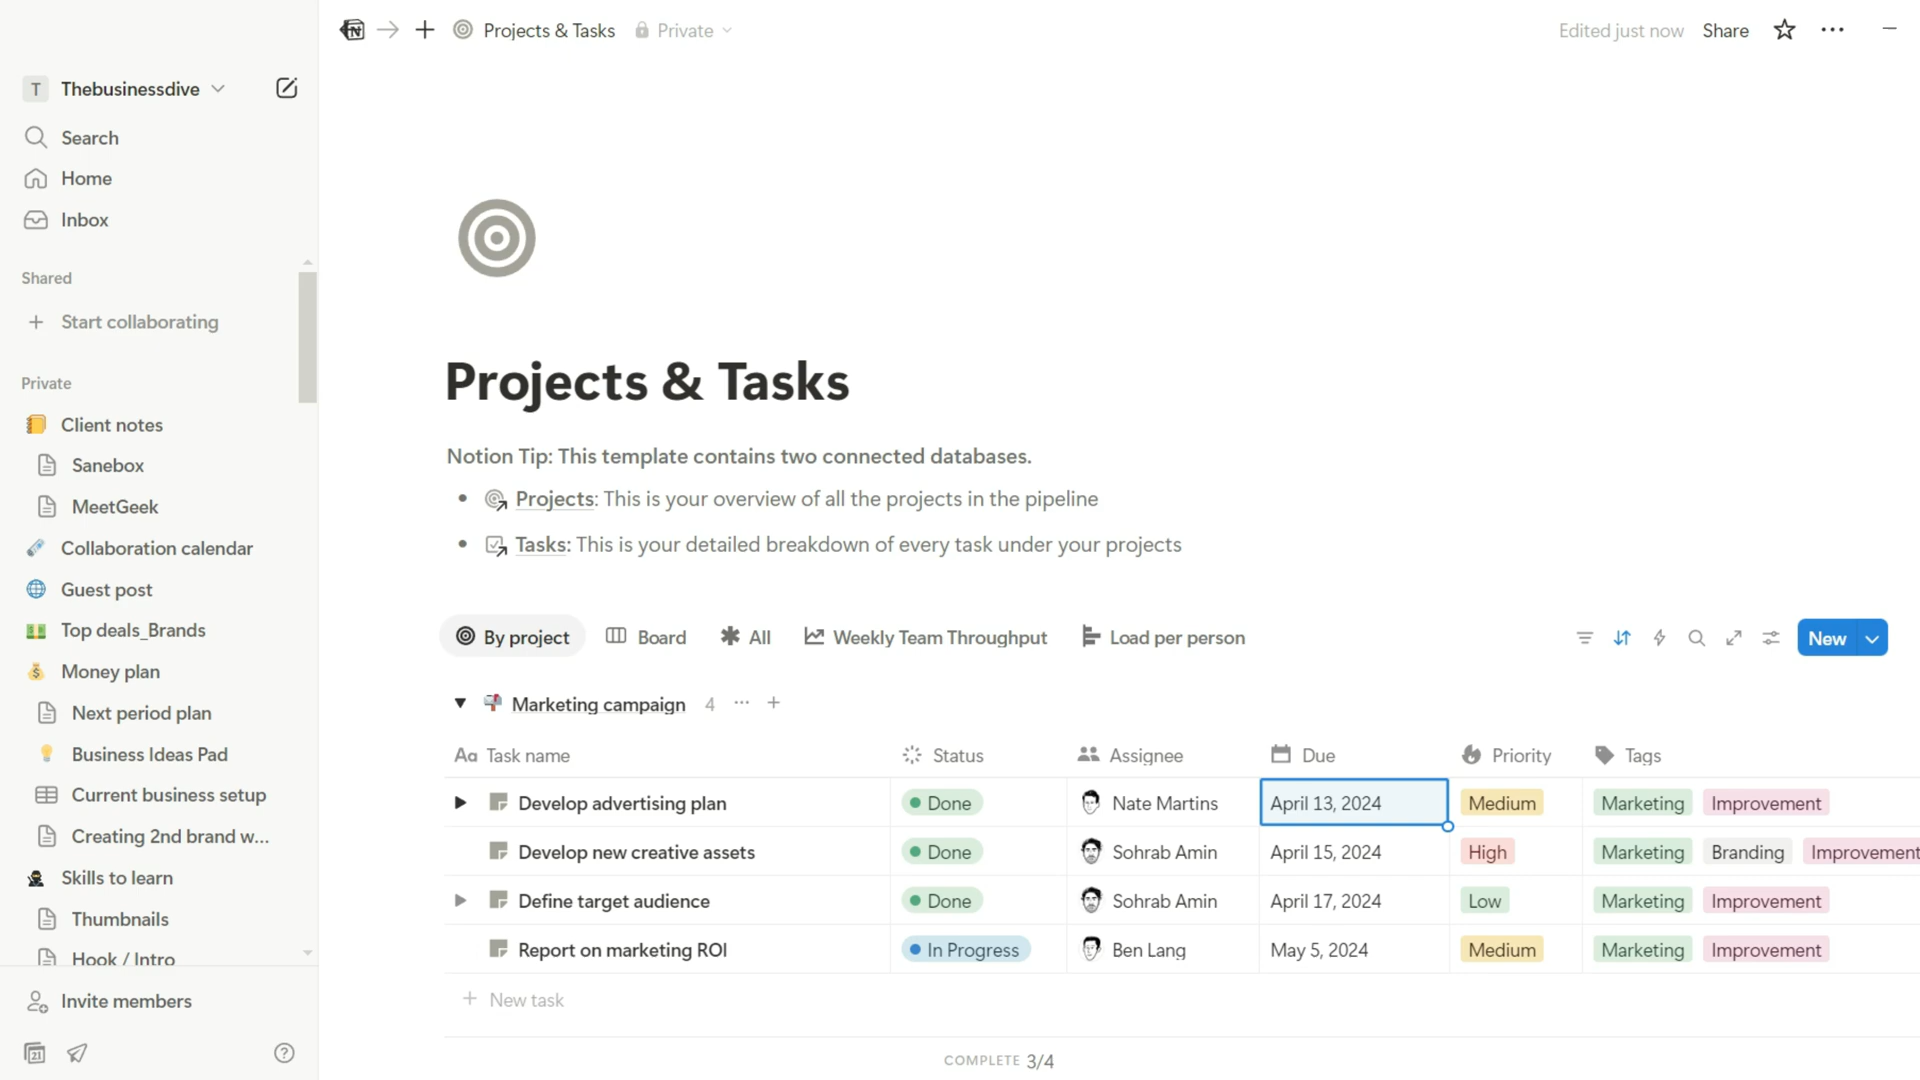 Projects & Tasks Private
Edited just now Share
T Thebusinessdive
Search
Home
Inbox
Shared
Start collaborating
Private
Client notes
Sanebox
MeetGeek
Collaboration calendar
Guest post
Top deals_Brands
Money plan
Next period plan
Business Ideas Pad
Current business setup
Creating 2nd brand w...
Skills to learn
Thumbnails
Hook / Intro
Invite members
21
Projects & Tasks
Notion Tip: This template contains two connected databases.
Projects: This is your overview of all the projects in the pipeline
Tasks: This is your detailed breakdown of every task under your projects
By project Board All Weekly Team Throughput Load per person New
Marketing campaign 4
Aa Task name Status Assignee Due Priority Tags
Develop advertising plan Done Nate Martins April 13, 2024 Medium Marketing Improvement
Develop new creative assets Done Sohrab Amin April 15, 2024 High Marketing Branding Improvement
Define target audience Done Sohrab Amin April 17, 2024 Low Marketing Improvement
Report on marketing ROI In Progress Ben Lang May 5, 2024 Medium Marketing Improvement
New task
COMPLETE 3/4